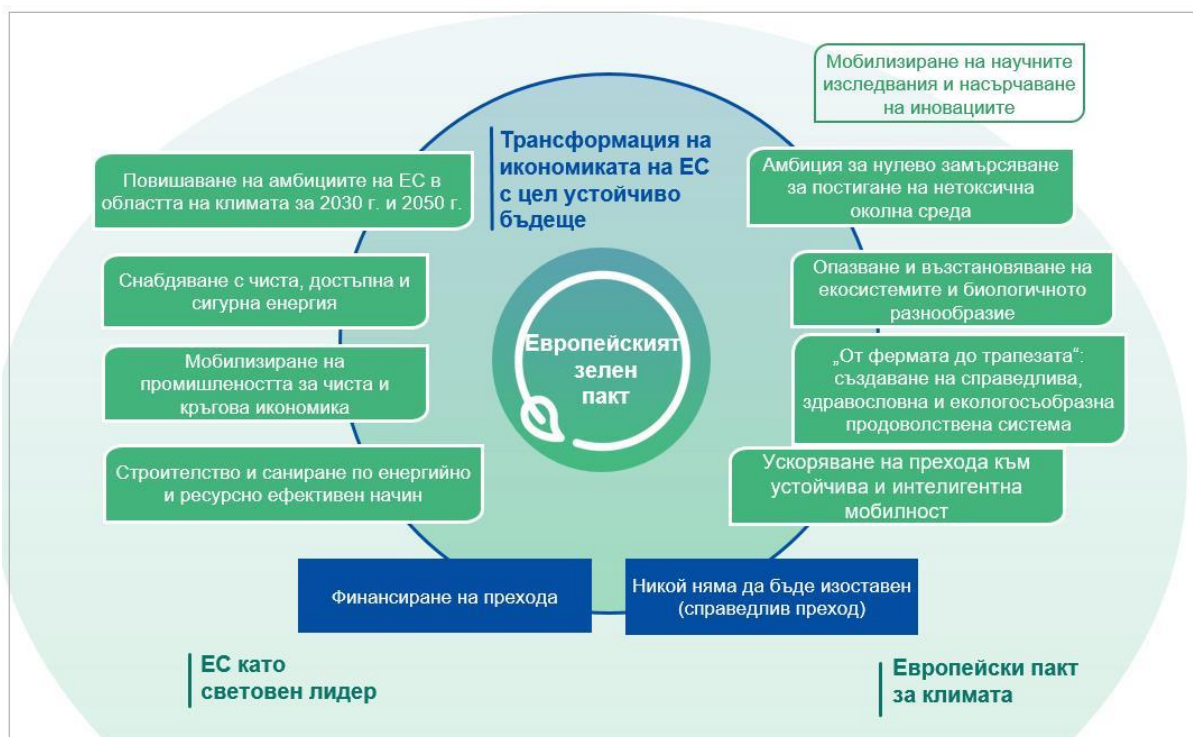 Мобилизиране на научните
изследвания и насърчаване
на иновациите
Трансформация на
икономиката на ЕС
с цел устойчиво
бъдеще
Повишаване на амбициите на ЕС в
областта на климата за 2030 г. и 2050 г.
Амбиция за нулево замърсяване
за постигане на нетоксична
околна среда
Снабдяване с чиста, достъпна и
сигурна енергия
Опазване и възстановяване на
екосистемите и биологичното
разнообразие
Европейският
зелен
пакт
Мобилизиране на
промишлеността за чиста и
кръгова икономика
„От фермата до трапезата“:
създаване на справедлива,
здравословна и екологосъобразна
продоволствена система
Строителство и саниране по енергийно
и ресурсно ефективен начин
Ускоряване на прехода към
устойчива и интелигентна
мобилност
Финансиране на прехода
Никой няма да бъде изоставен
(справедлив преход)
ЕС като
световен лидер
Европейски пакт
за климата